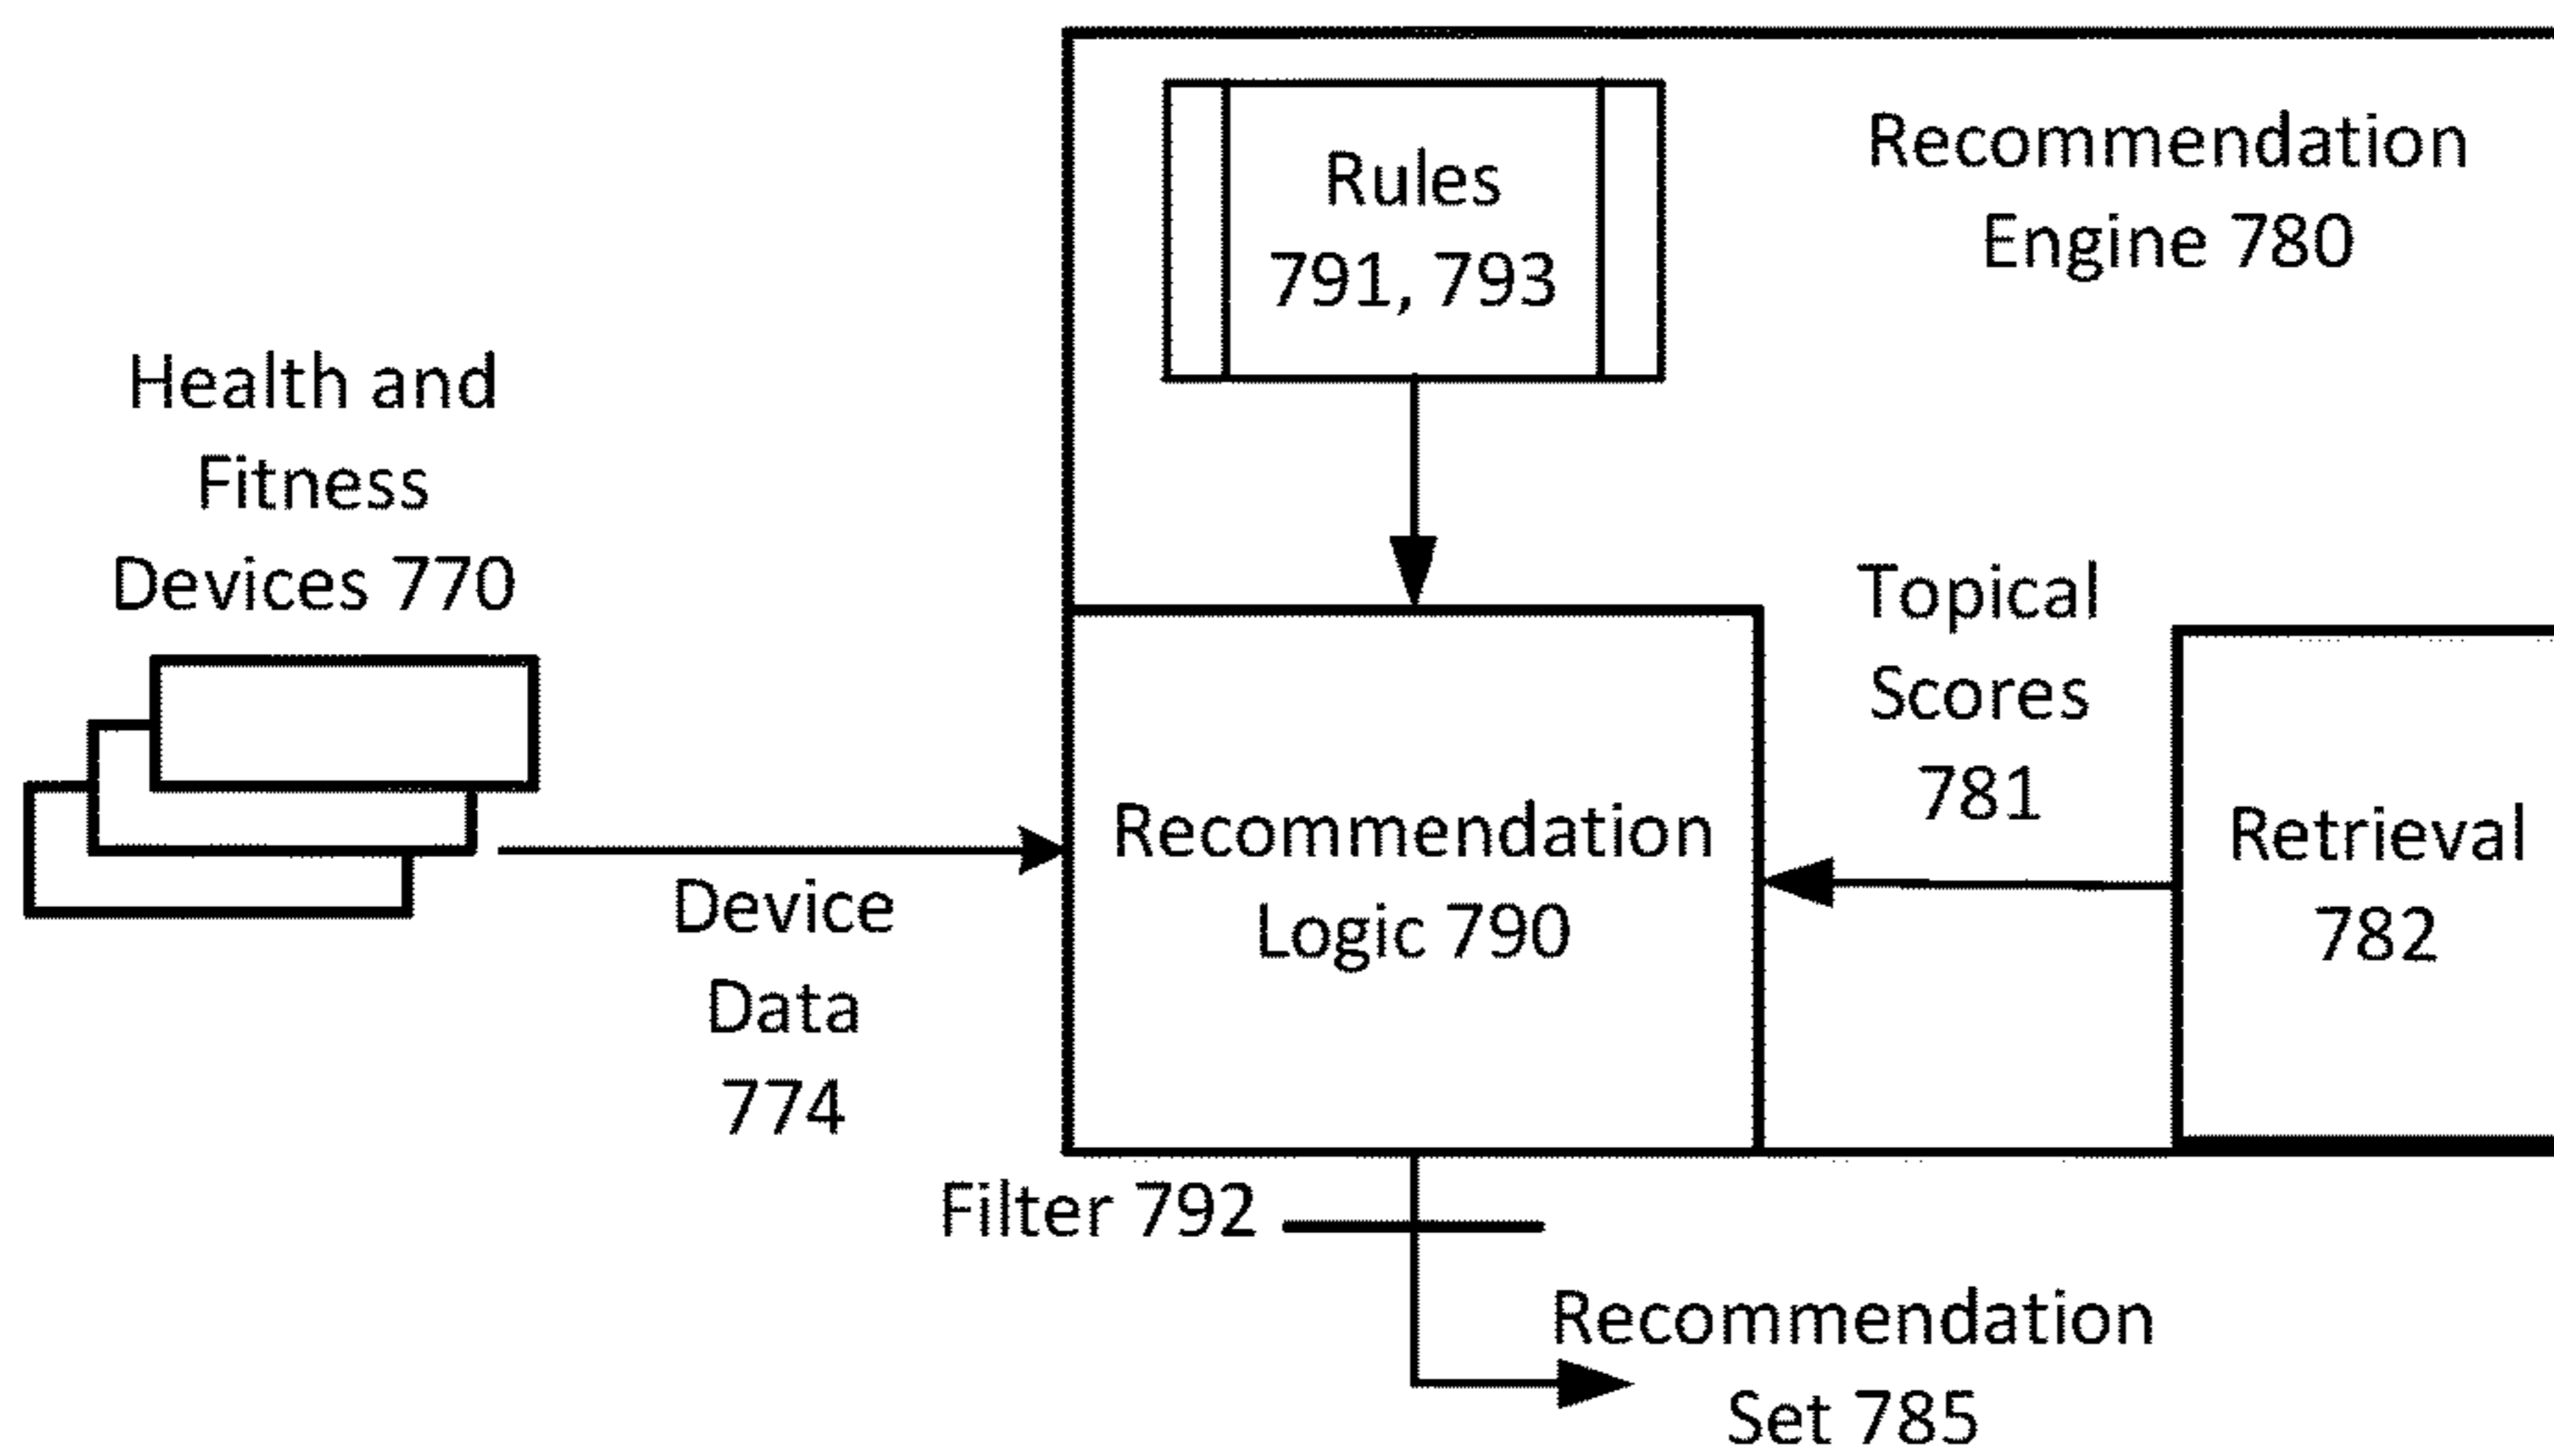 Recommendation
Engine 780
Rules
791, 793
Health and
Fitness
Devices 770
Topical
Scores
781
Recommendation
Logic 790
Retrieval
782
Device
Data
774
Filter 792
Recommendation
Set 785